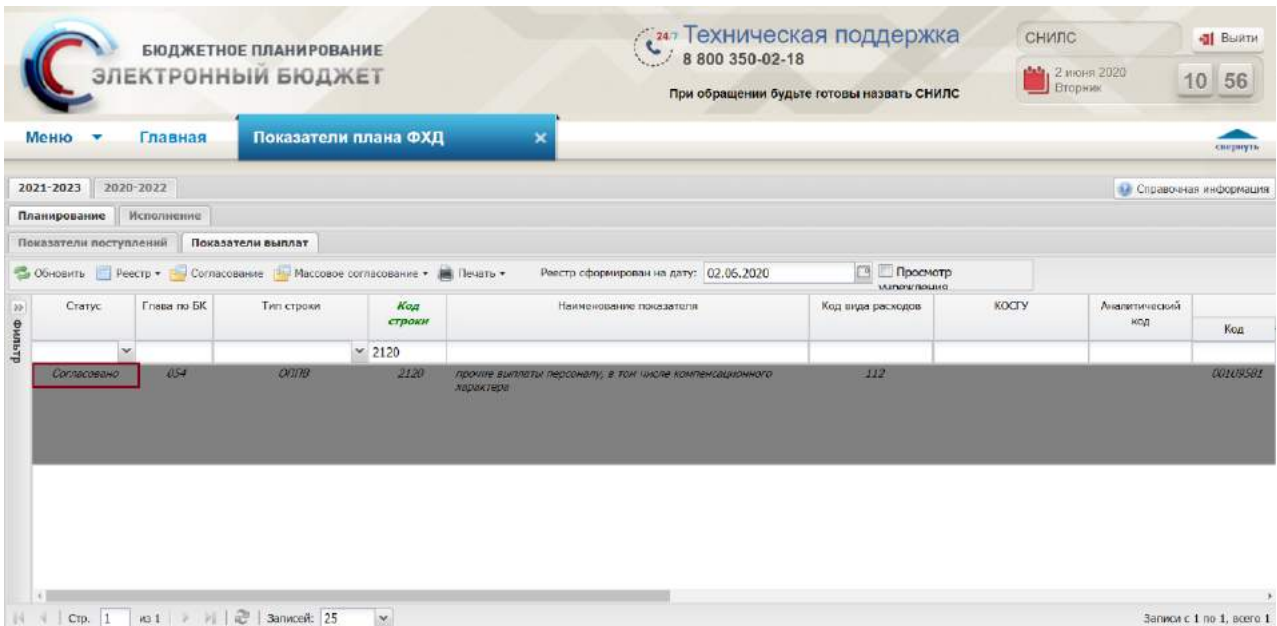 24/7 Техническая поддержка
8 800 350-02-18
При обращении будьте готовы назвать СНИЛС
БЮДЖЕТНОЕ ПЛАНИРОВАНИЕ
ЭЛЕКТРОННЫЙ БЮДЖЕТ
СНИЛС
Выйти
2 июня 2020
Вторник
10 56
Меню Главная Показатели плана ФХД
свернуть
2021-2023 2020-2022 Справочная информация
Планирование Исполнение
Показатели поступлений Показатели выплат
Обновить Реестр Согласование Массовое согласование Печать Реестр сформирован на дату: 02.06.2020 Просмотр
учреждения
Фильтр
Статус Глава по БК Тип строки Код строки Наименование показателя Код вида расходов КОСГУ Аналитический код Код
2120
Согласовано 054 ОППВ 2120 прочие выплаты персоналу, в том числе компенсационного 112 00109581
характера
Стр. 1 из 1 Записей: 25 Записи с 1 по 1, всего 1